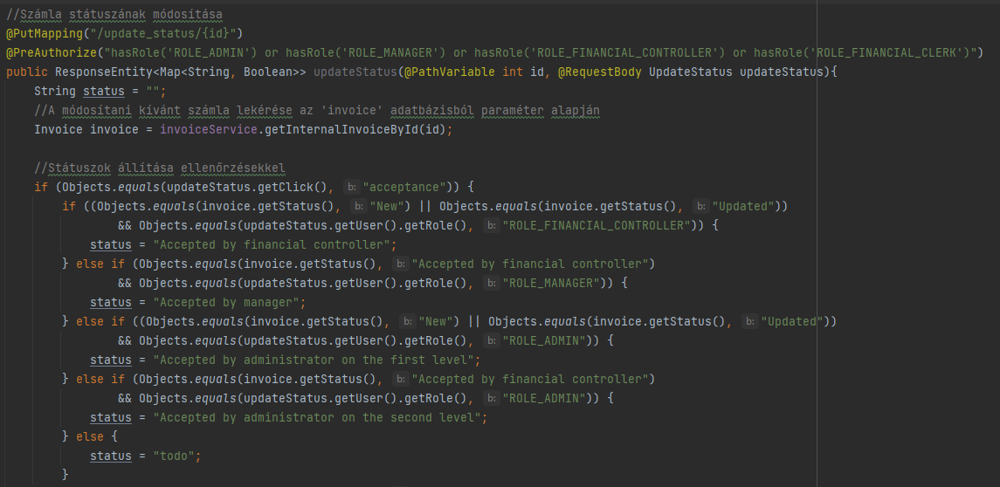 //Számla státuszának módosítása
@PutMapping("/update_status/{id}")
@PreAuthorize("hasRole('ROLE_ADMIN') or hasRole('ROLE_MANAGER') or hasRole('ROLE_FINANCIAL_CONTROLLER') or hasRole('ROLE_FINANCIAL_CLERK')")
public ResponseEntity<Map<String, Boolean>> updateStatus(@PathVariable int id, @RequestBody UpdateStatus updateStatus){
    String status = "";
    //A módosítani kívánt számla lekérése az 'invoice' adatbázisból paraméter alapján
    Invoice invoice = invoiceService.getInternalInvoiceById(id);
    //Státuszok állítása ellenőrzésekkel
    if (Objects.equals(updateStatus.getClick(), b: "acceptance")) {
        if ((Objects.equals(invoice.getStatus(), b: "New") || Objects.equals(invoice.getStatus(), b: "Updated"))
                && Objects.equals(updateStatus.getUser().getRole(), b: "ROLE_FINANCIAL_CONTROLLER")) {
            status = "Accepted by financial controller";
        } else if (Objects.equals(invoice.getStatus(), b: "Accepted by financial controller")
                && Objects.equals(updateStatus.getUser().getRole(), b: "ROLE_MANAGER")) {
            status = "Accepted by manager";
        } else if ((Objects.equals(invoice.getStatus(), b: "New") || Objects.equals(invoice.getStatus(), b: "Updated"))
                && Objects.equals(updateStatus.getUser().getRole(), b: "ROLE_ADMIN")) {
            status = "Accepted by administrator on the first level";
        } else if (Objects.equals(invoice.getStatus(), b: "Accepted by financial controller")
                && Objects.equals(updateStatus.getUser().getRole(), b: "ROLE_ADMIN")) {
            status = "Accepted by administrator on the second level";
        } else {
            status = "todo";
        }